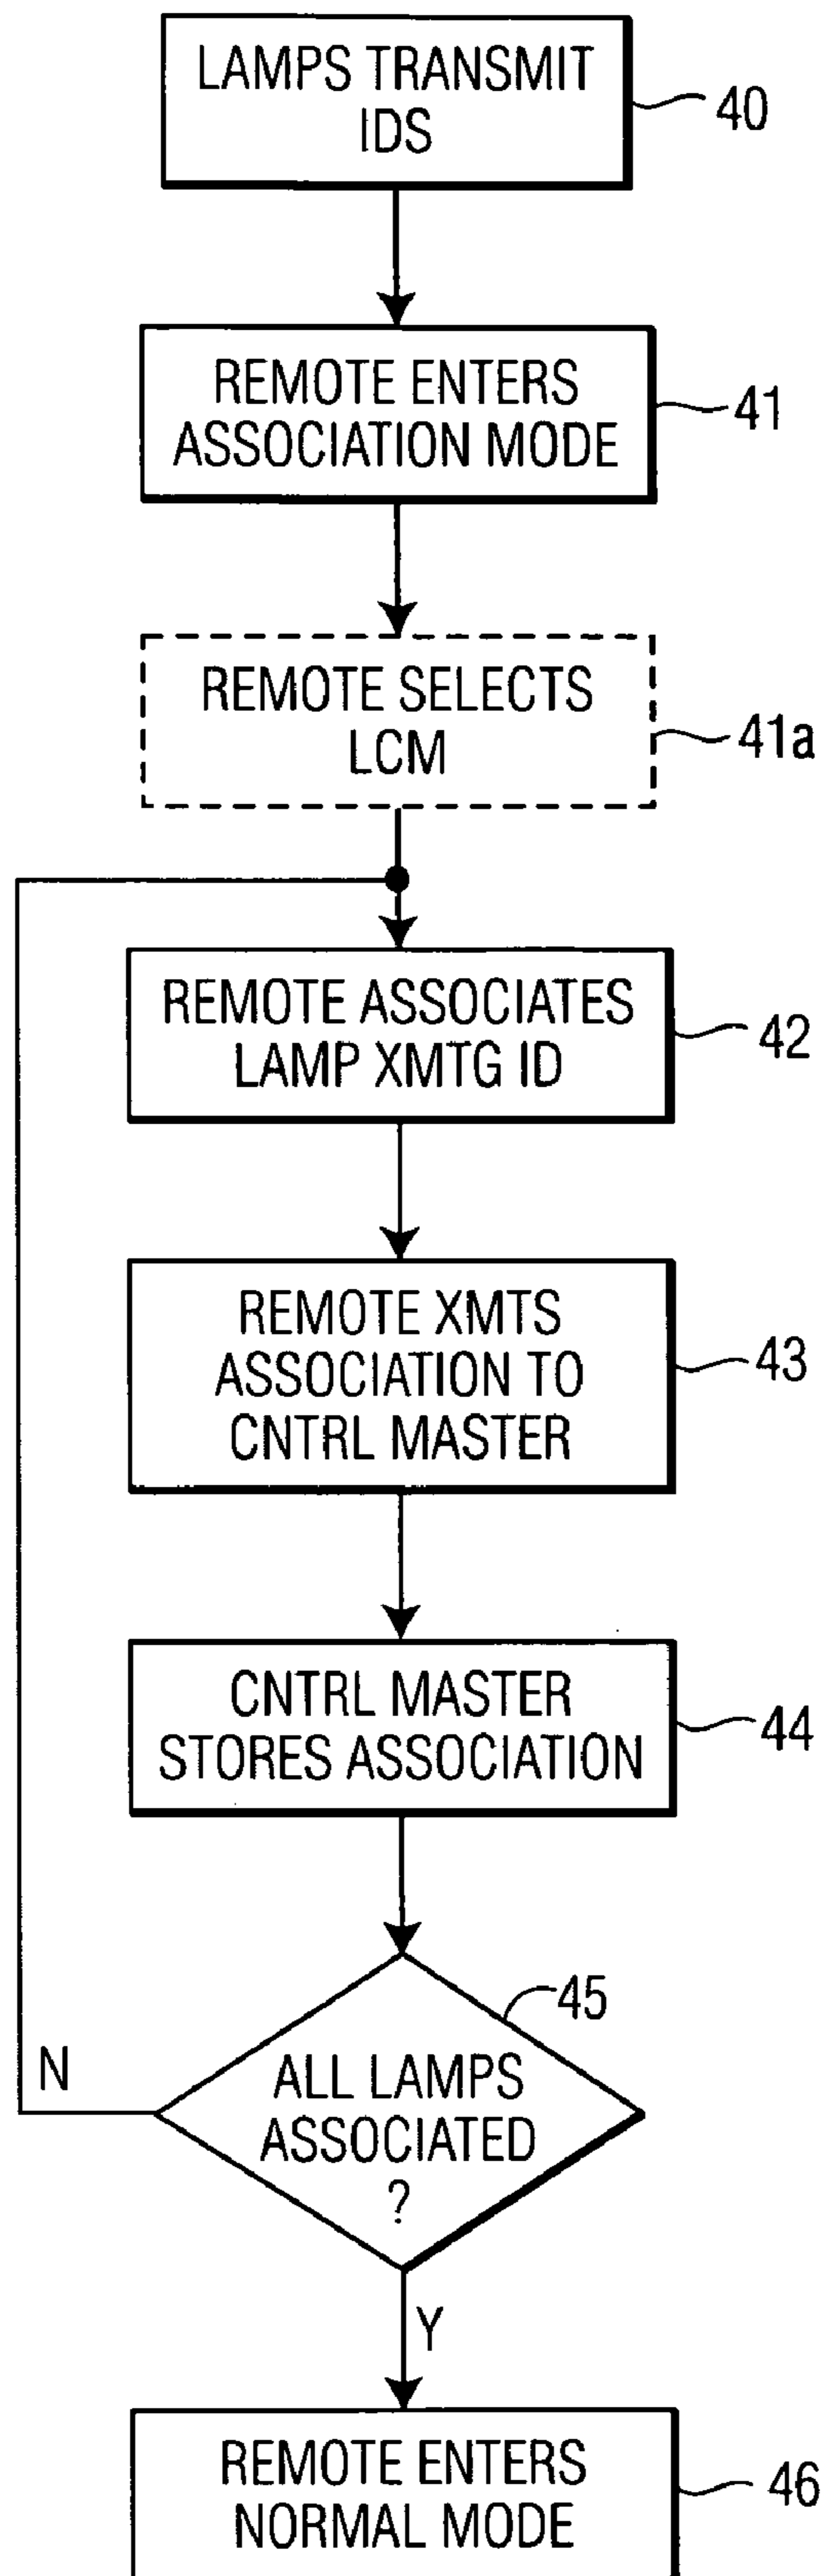 LAMPS TRANSMIT
IDS
40
REMOTE ENTERS
ASSOCIATION MODE
41
REMOTE SELECTS
LCM
41a
REMOTE ASSOCIATES
LAMP XMTG ID
42
REMOTE XMTS
ASSOCIATION TO
CNTRL MASTER
43
CNTRL MASTER
STORES ASSOCIATION
44
45
ALL LAMPS
ASSOCIATED
?
N
Y
REMOTE ENTERS
NORMAL MODE
46